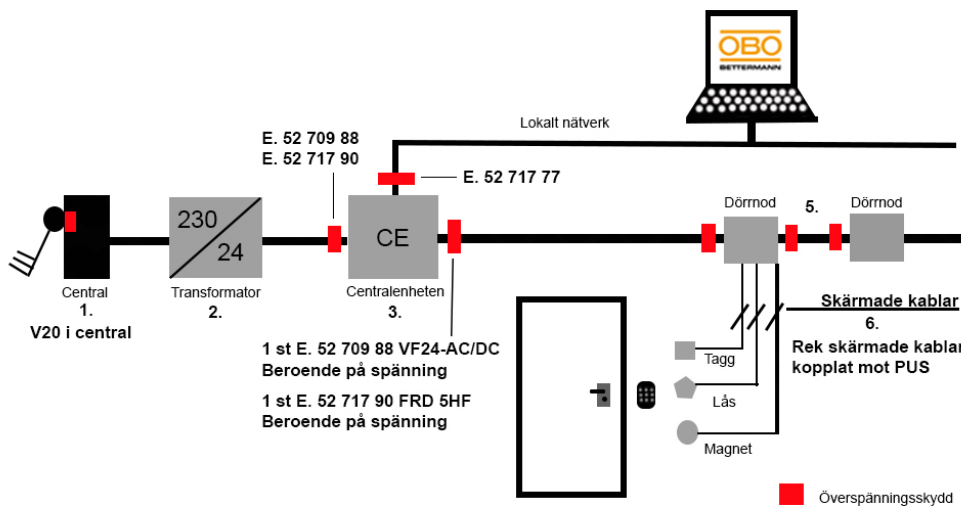 OBO
BETTERMANN
Lokalt nätverk
E. 52 709 88
E. 52 717 90
E. 52 717 77
Dörrnod
5.
Dörrnod
230
24
CE
Central
Transformator
Centralenheten
1.
2.
3.
V20 i central
Skärmade kablar
6.
Rek skärmade kablar
kopplat mot PUS
1 st E. 52 709 88 VF24-AC/DC
Beroende på spänning
1 st E. 52 717 90 FRD 5HF
Beroende på spänning
Tagg
Lås
Magnet
Överspänningsskydd